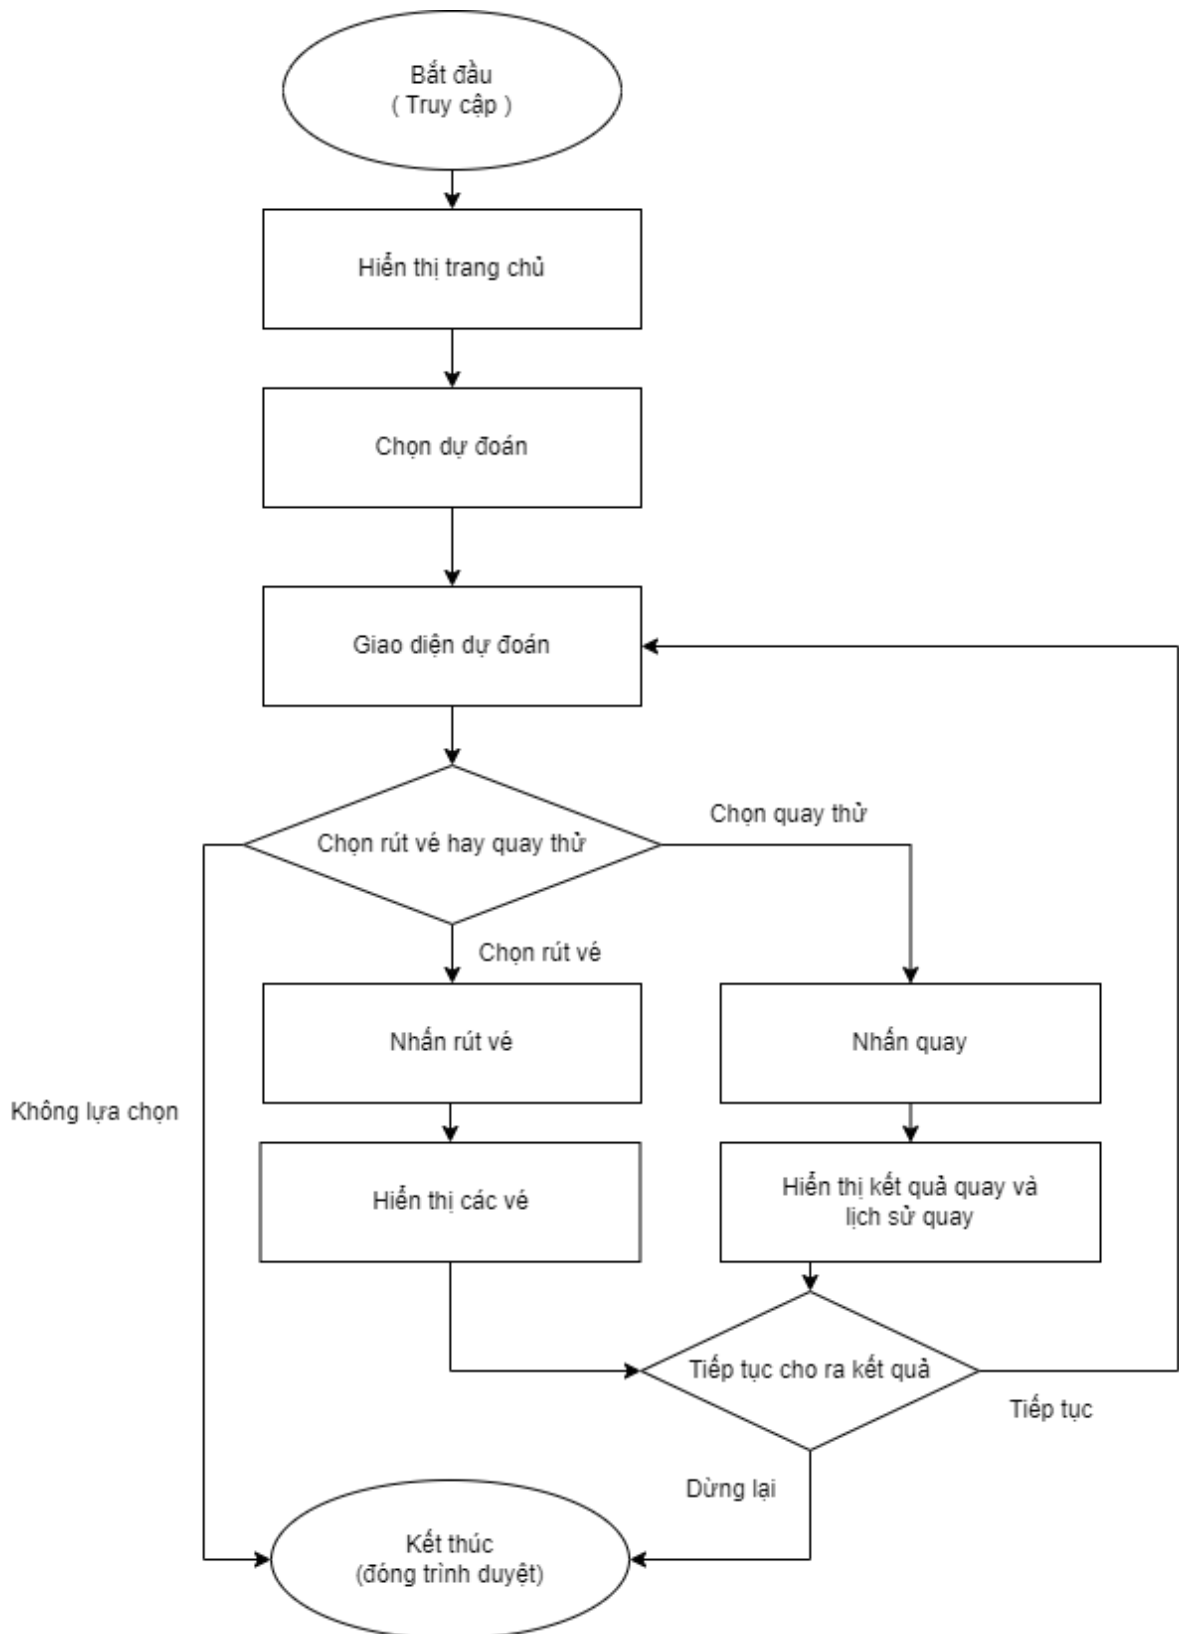 Bắt đầu
( Truy cập )
Hiển thị trang chủ
Chọn dự đoán
Giao diện dự đoán
Chọn quay thử
Chọn rút vé hay quay thử
Chọn rút vé
Nhấn rút vé
Nhấn quay
Không lựa chọn
Hiển thị các vé
Hiển thị kết quả quay và
lịch sử quay
Tiếp tục cho ra kết quả
Tiếp tục
Dừng lại
Kết thúc
(đóng trình duyệt)